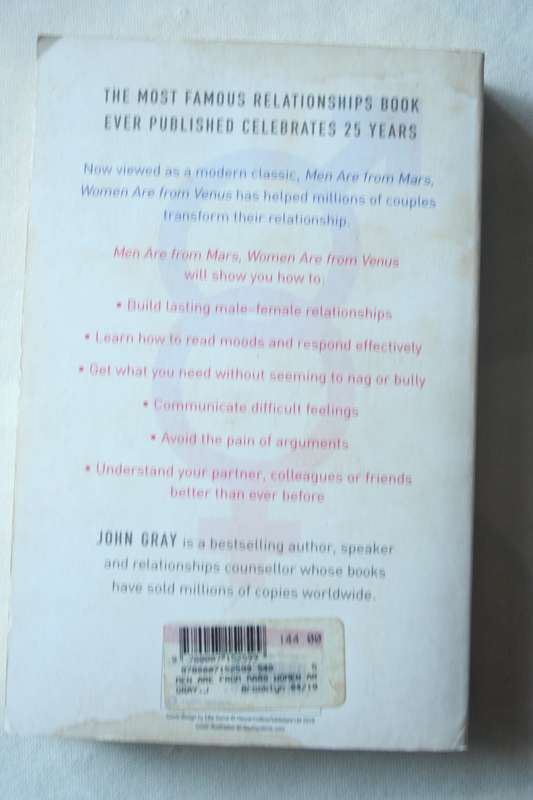 THE MOST FAMOUS RELATIONSHIPS BOOK
EVER PUBLISHED CELEBRATES 25 YEARS
Now viewed as a modern classic, Men Are from Mars,
Women Are from Venus has helped millions of couples
transform their relationship.
Men Are from Mars, Women Are from Venus
will show you how to
• Build lasting male-female relationships
• Learn how to read moods and respond effectively
• Get what you need without seeming to nag or bully
• Communicate difficult feelings
• Avoid the pain of arguments
• Understand your partner, colleagues or friends
better than ever before
JOHN GRAY is a bestselling author, speaker
and relationships counsellor whose books
have sold millions of copies worldwide.
144 00
MEN ARE FROM MARS WOMEN AR
GRAY.J Brooklyn 04/19